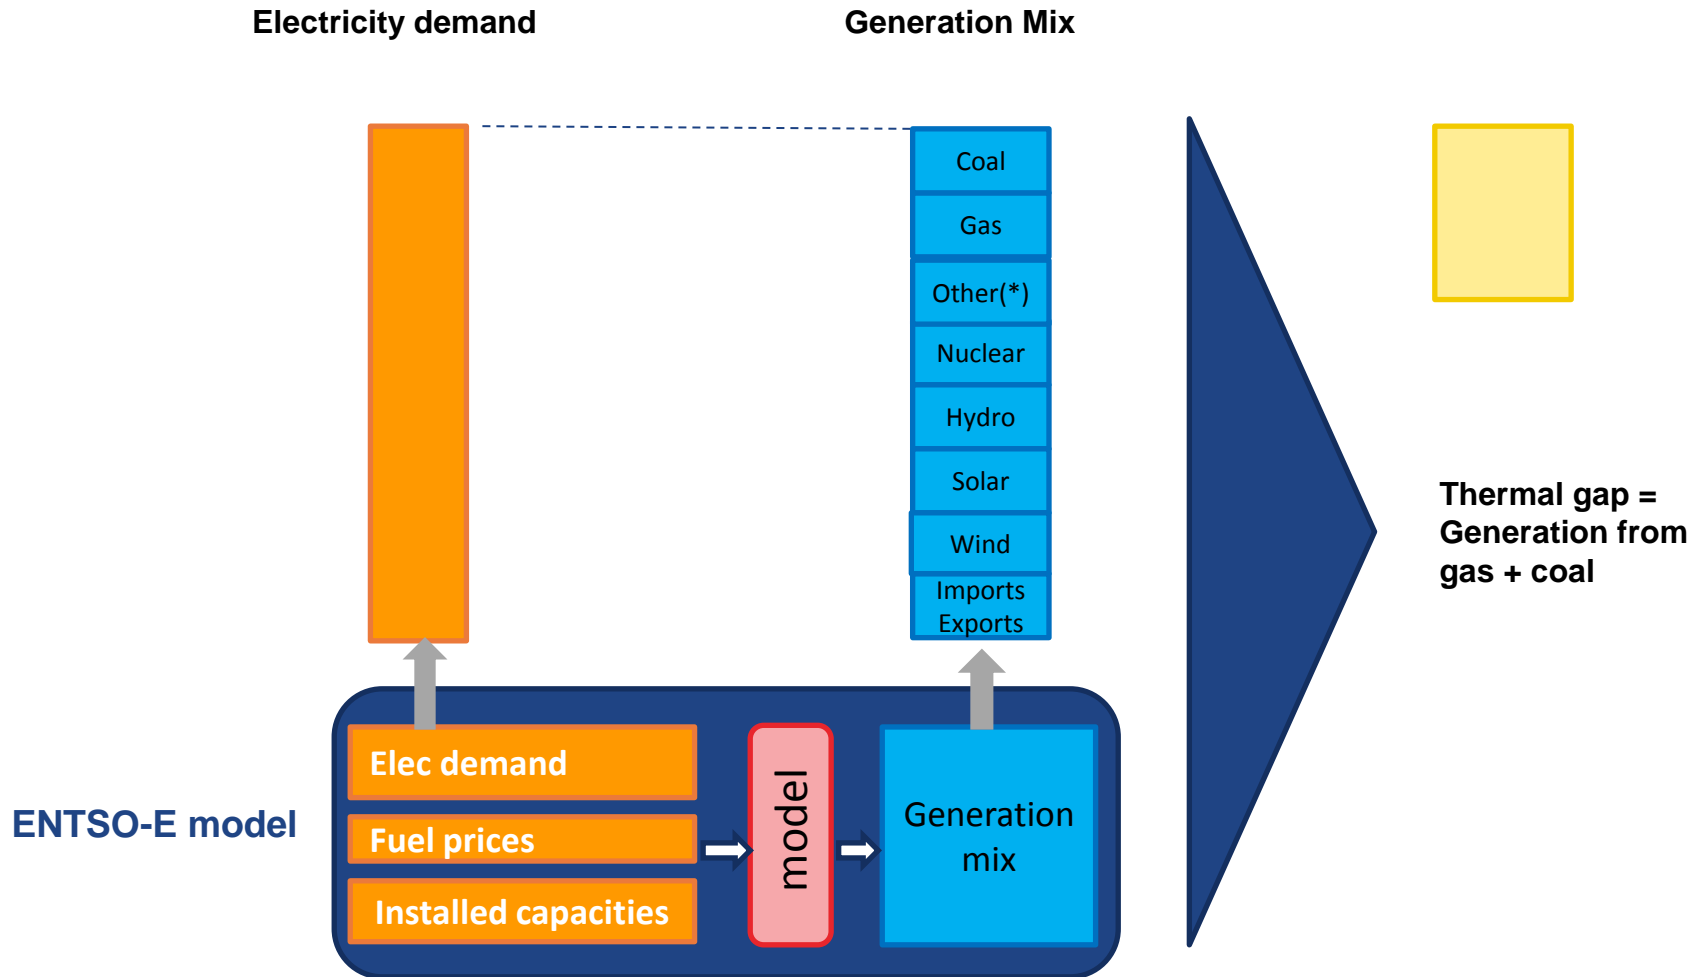 Electricity demand
Generation Mix
Coal
Gas
Other(*)
Nuclear
Hydro
Solar
Wind
Imports
Exports
Thermal gap =
Generation from
gas + coal
ENTSO-E model
Elec demand
Fuel prices
Installed capacities
model
Generation
mix